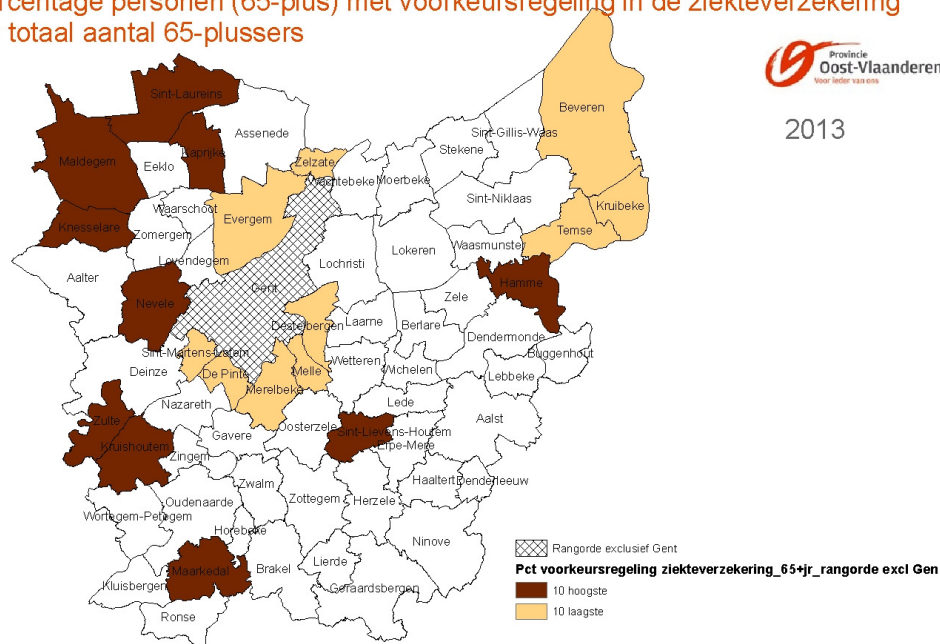 rcentage personen (65-plus) met voorkeursregeling in de ziekteverzekering
totaal aantal 65-plussers
Provincie
Oost-Vlaanderen
Voor ieder van ons
2013
Sint-Laureins
Beveren
Assenede
Sint-Gillis-Waas
Maldegem
Kaprijke
Eeklo
Zelzate
Stekene
Wachtebeke
Moerbeke
Sint-Niklaas
Kruibeke
Waarschoot
Evergem
Knesselare
Zomergem
Temse
Lovendegem
Lokeren
Waasmunster
Aalter
Lochristi
Gent
Hamme
Nevele
Zele
Destelbergen
Laarne
Berlare
Dendermonde
Sint-Martens-Latem
Buggenhout
Deinze
De Pinte
Melle
Wetteren
Wichelen
Lebbeke
Merelbeke
Nazareth
Lede
Zulte
Oosterzele
Aalst
Kruishoutem
Gavere
Sint-Lievens-Houtem
Erpe-Mere
Zingem
Haaltert
Denderleeuw
Zwalm
Oudenaarde
Zottegem
Herzele
Wortegem-Petegem
Horebeke
Ninove
Maarkedal
Brakel
Lierde
Kluisbergen
Geraardsbergen
Ronse
Rangorde exclusief Gent
Pct voorkeursregeling ziekteverzekering_65+jr_rangorde excl Gen
10 hoogste
10 laagste